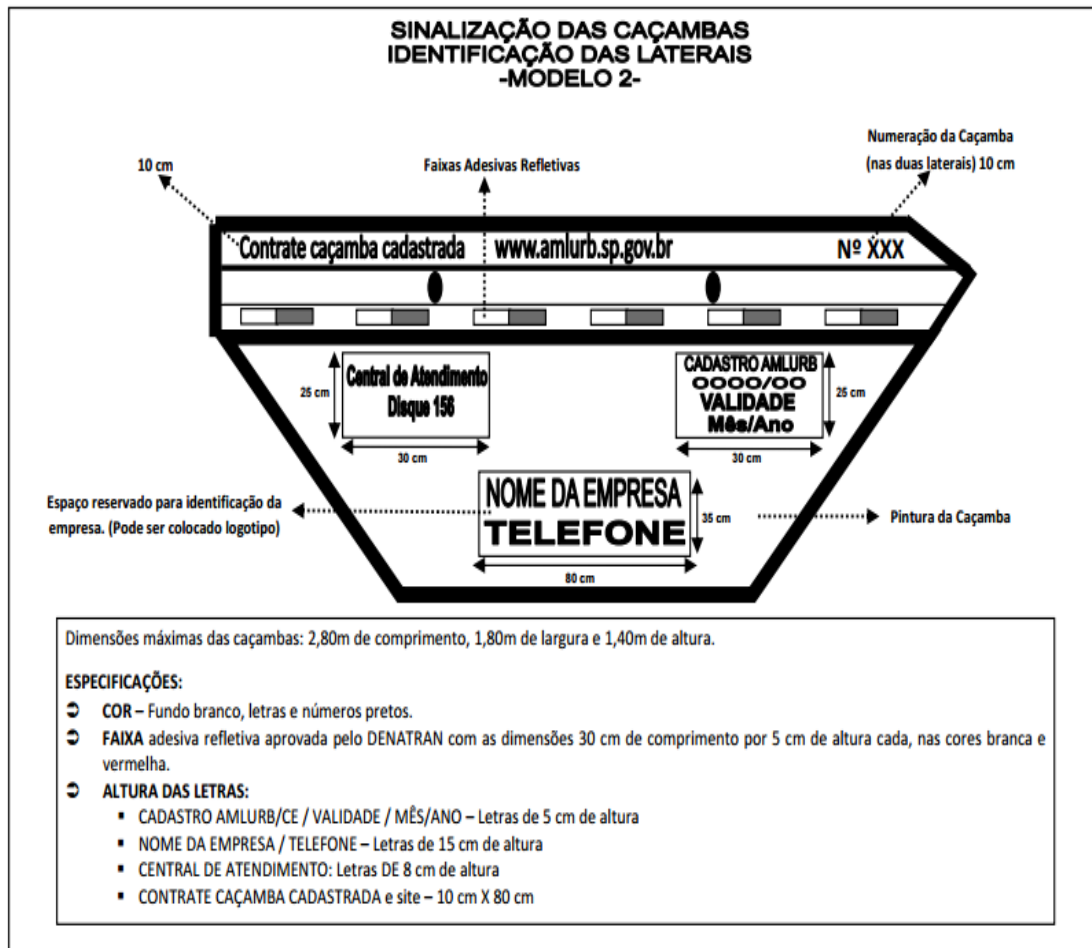 SINALIZAÇÃO DAS CAÇAMBAS
IDENTIFICAÇÃO DAS LATERAIS
-MODELO 2-
10 cm
Faixas Adesivas Refletivas
Numeração da Caçamba
(nas duas laterais) 10 cm
Contrate caçamba cadastrada www.amlurb.sp.gov.br Nº XXX
25 cm
Central de Atendimento
Disque 156
30 cm
CADASTRO AMLURB
OOOO/OO
VALIDADE
Mês/Ano
25 cm
30 cm
Espaço reservado para identificação da
empresa. (Pode ser colocado logotipo)
NOME DA EMPRESA
TELEFONE
35 cm
80 cm
Pintura da Caçamba
Dimensões máximas das caçambas: 2,80m de comprimento, 1,80m de largura e 1,40m de altura.
ESPECIFICAÇÕES:
➲ COR – Fundo branco, letras e números pretos.
➲ FAIXA adesiva refletiva aprovada pelo DENATRAN com as dimensões 30 cm de comprimento por 5 cm de altura cada, nas cores branca e
vermelha.
➲ ALTURA DAS LETRAS:
▪ CADASTRO AMLURB/CE / VALIDADE / MÊS/ANO – Letras de 5 cm de altura
▪ NOME DA EMPRESA / TELEFONE – Letras de 15 cm de altura
▪ CENTRAL DE ATENDIMENTO: Letras DE 8 cm de altura
▪ CONTRATE CAÇAMBA CADASTRADA e site – 10 cm X 80 cm